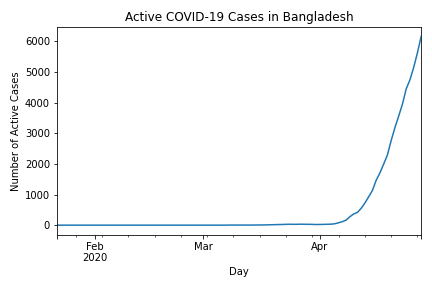 Active COVID-19 Cases in Bangladesh
Number of Active Cases
6000
5000
4000
3000
2000
1000
0
Feb
2020
Mar
Apr
Day